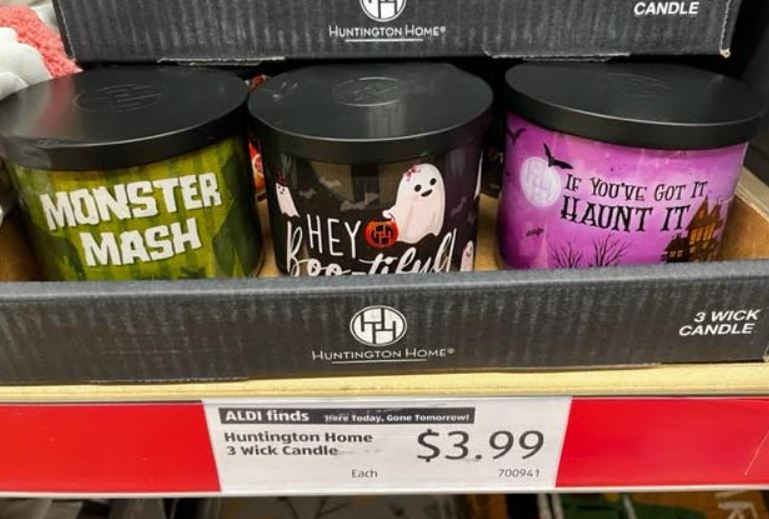 HUNTINGTON HOME®
CANDLE
MONSTER
MASH
HEY
Boo-tiful
IF YOU'VE GOT IT,
HAUNT IT
HUNTINGTON HOME®
3 WICK
CANDLE
ALDI finds Here Today, Gone Tomorrow!
Huntington Home
3 Wick Candle
$3.99
Each
700941